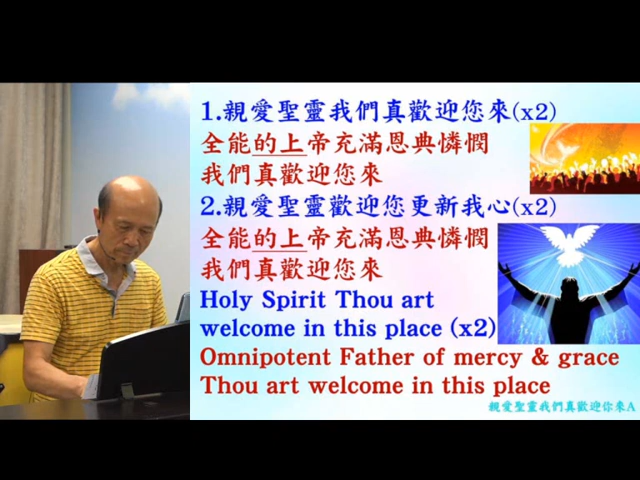 1.親愛聖靈我們真歡迎您來(x2)
全能的上帝充滿恩典憐憫
我們真歡迎您來
2.親愛聖靈歡迎您更新我心(x2)
全能的上帝充滿恩典憐憫
我們真歡迎您來
Holy Spirit Thou art
welcome in this place (x2)
Omnipotent Father of mercy & grace
Thou art welcome in this place
親愛聖靈我們真歡迎你來A